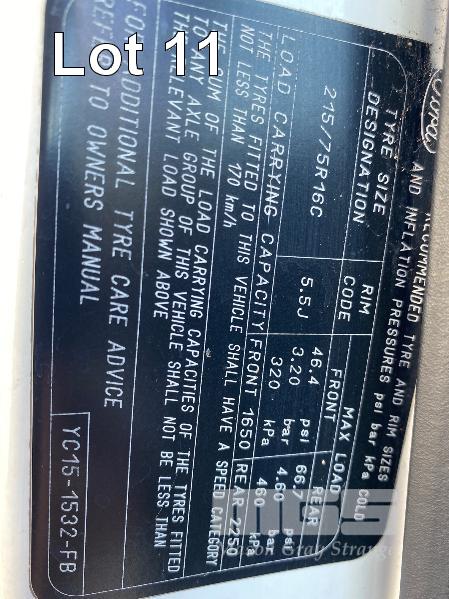 Lot 11
Ford
RECOMMENDED TYRE AND RIM SIZES
AND INFLATION PRESSURES psi bar kPa COLD
TYRE SIZE DESIGNATION
RIM CODE
MAX LOAD
FRONT REAR
215/75R16C 5.5J
46.4 psi 66.7
3.20 bar 4.60
320 kPa 460
LOAD CARRYING CAPACITY FRONT 1650 REAR 2250
THE TYRES FITTED TO THIS VEHICLE SHALL HAVE A SPEED CATEGORY
NOT LESS THAN 170 km/h
THE SUM OF THE LOAD CARRYING CAPACITIES OF THE TYRES FITTED
TO ANY AXLE GROUP OF THIS VEHICLE SHALL NOT BE LESS THAN
THE RELEVANT LOAD SHOWN ABOVE
FOR ADDITIONAL TYRE CARE ADVICE
REFER TO OWNERS MANUAL
YC15-1532-FB